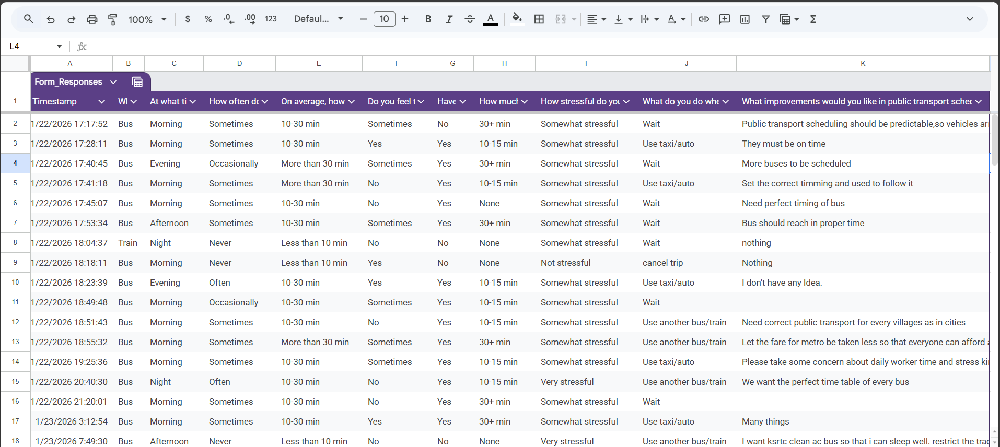 100% $ % .0 .00 123 Defaul... 10 B I A
L4 fx
A B C D E F G H I J K
Form_Responses
1 Timestamp Wl At what ti How often do On average, how Do you feel t Have How much How stressful do you What do you do whe What improvements would you like in public transport sched
2 1/22/2026 17:17:52 Bus Morning Sometimes 10-30 min Sometimes No 30+ min Somewhat stressful Wait Public transport scheduling should be predictable,so vehicles arr
3 1/22/2026 17:28:11 Bus Morning Sometimes 10-30 min Yes Yes 10-15 min Somewhat stressful Use taxi/auto They must be on time
4 1/22/2026 17:40:45 Bus Evening Occasionally More than 30 min Sometimes Yes 30+ min Somewhat stressful Wait More buses to be scheduled
5 1/22/2026 17:41:18 Bus Morning Sometimes More than 30 min No Yes 10-15 min Somewhat stressful Use taxi/auto Set the correct timming and used to follow it
6 1/22/2026 17:45:07 Bus Morning Sometimes 10-30 min No Yes None Somewhat stressful Wait Need perfect timing of bus
7 1/22/2026 17:53:34 Bus Afternoon Sometimes 10-30 min Sometimes Yes 30+ min Somewhat stressful Wait Bus should reach in proper time
8 1/22/2026 18:04:37 Train Night Never Less than 10 min No No None Somewhat stressful Wait nothing
9 1/22/2026 18:18:11 Bus Morning Never Less than 10 min Yes No None Not stressful cancel trip Nothing
10 1/22/2026 18:23:39 Bus Evening Often 10-30 min Yes Yes 10-15 min Somewhat stressful Use taxi/auto I don't have any Idea.
11 1/22/2026 18:49:48 Bus Morning Occasionally 10-30 min Sometimes Yes 10-15 min Somewhat stressful Wait
12 1/22/2026 18:51:43 Bus Morning Sometimes 10-30 min No Yes 10-15 min Somewhat stressful Use another bus/train Need correct public transport for every villages as in cities
13 1/22/2026 18:55:32 Bus Morning Sometimes More than 30 min Sometimes Yes 30+ min Somewhat stressful Use another bus/train Let the fare for metro be taken less so that everyone can afford a
14 1/22/2026 19:25:36 Bus Morning Sometimes 10-30 min Sometimes Yes 10-15 min Somewhat stressful Use taxi/auto Please take some concern about daily worker time and stress kin
15 1/22/2026 20:40:30 Bus Night Often 10-30 min No Yes 10-15 min Very stressful Use another bus/train We want the perfect time table of every bus
16 1/22/2026 21:20:01 Bus Morning Sometimes 10-30 min No Yes 30+ min Somewhat stressful Wait
17 1/23/2026 3:12:54 Bus Morning Sometimes 10-30 min Yes Yes 30+ min Somewhat stressful Use taxi/auto Many things
18 1/23/2026 7:49:30 Bus Afternoon Never Less than 10 min No No None Very stressful Use another bus/train I want ksrtc clean ac bus so that i can sleep well. restrict the trac